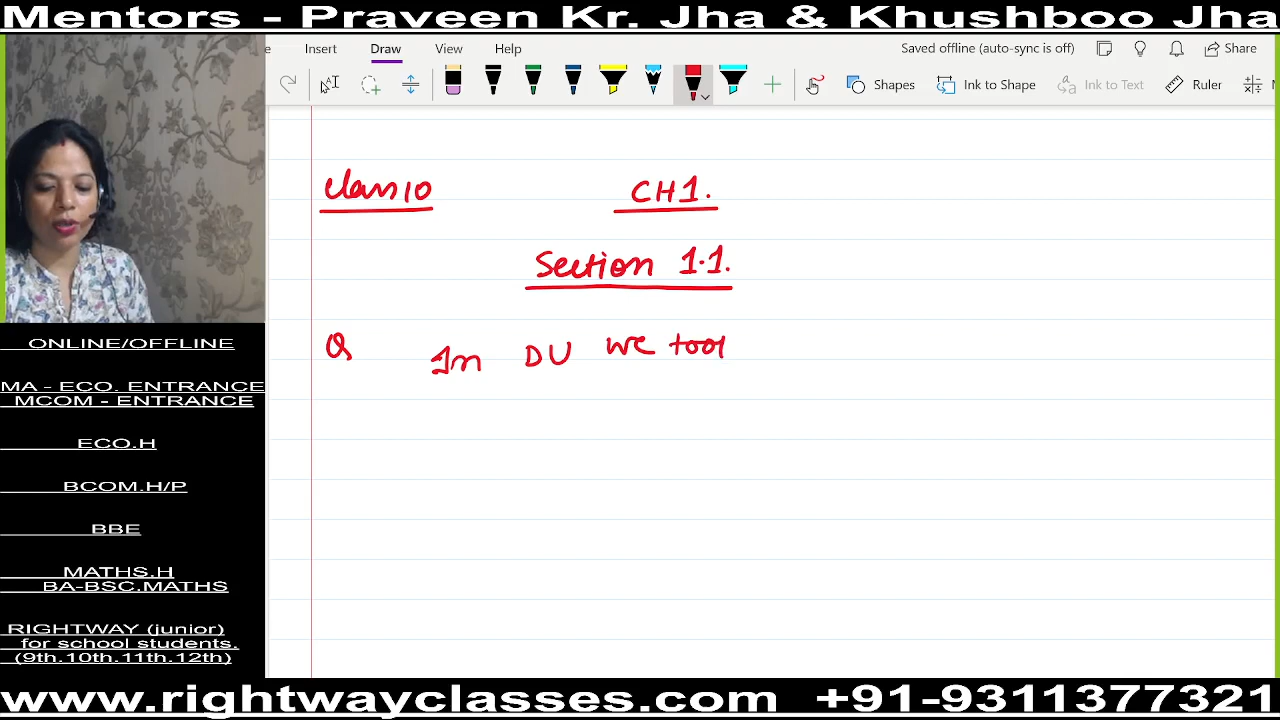 Mentors - Praveen Kr. Jha & Khushboo Jha
Insert Draw View Help Saved offline (auto-sync is off) Share
Shapes Ink to Shape Ink to Text Ruler
Class 10 CH1.
Section 1.1.
Q In DU we tool
ONLINE/OFFLINE
MA - ECO. ENTRANCE
MCOM - ENTRANCE
ECO.H
BCOM.H/P
BBE
MATHS.H
BA-BSC.MATHS
RIGHTWAY (junior)
for school students.
(9th.10th.11th.12th)
www.rightwayclasses.com +91-9311377321